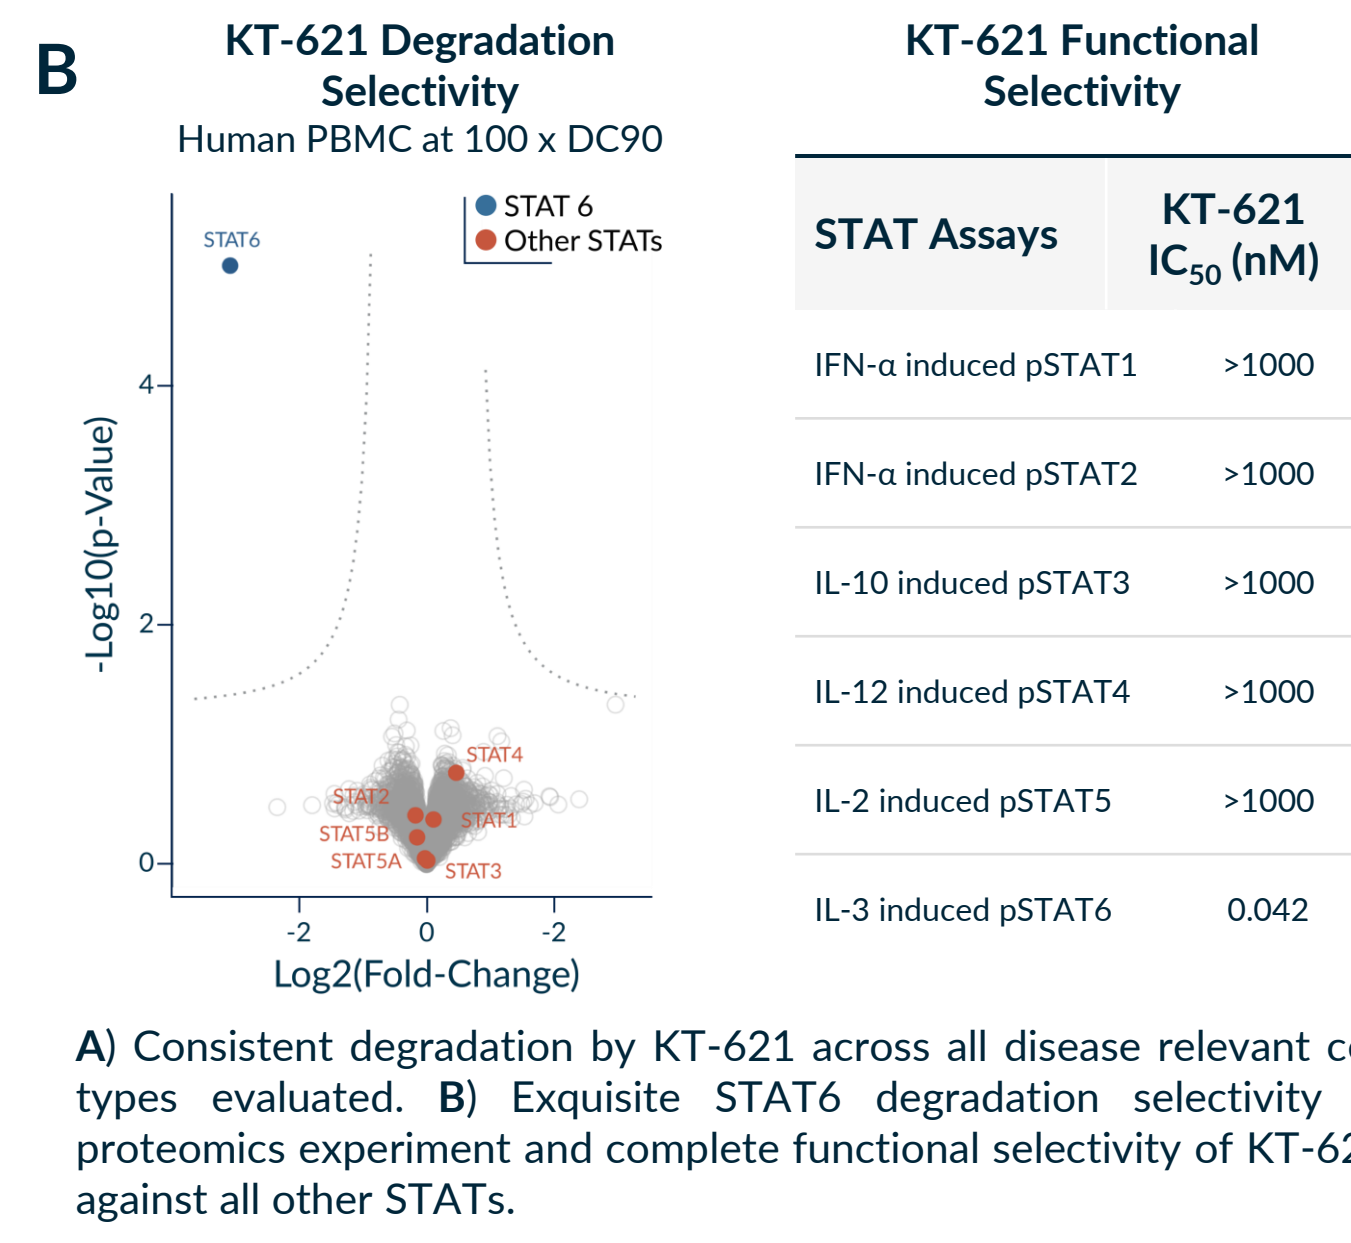 B
KT-621 Degradation
Selectivity
Human PBMC at 100 x DC90
STAT 6
Other STATs
STAT6
4
2
0
-Log10(p-Value)
STAT4
STAT2
STAT1
STAT5B
STAT5A
STAT3
-2 0 -2
Log2(Fold-Change)
KT-621 Functional
Selectivity
STAT Assays KT-621 IC50 (nM)
IFN-α induced pSTAT1 >1000
IFN-α induced pSTAT2 >1000
IL-10 induced pSTAT3 >1000
IL-12 induced pSTAT4 >1000
IL-2 induced pSTAT5 >1000
IL-3 induced pSTAT6 0.042
A) Consistent degradation by KT-621 across all disease relevant
types evaluated. B) Exquisite STAT6 degradation selectivity
proteomics experiment and complete functional selectivity of
against all other STATs.